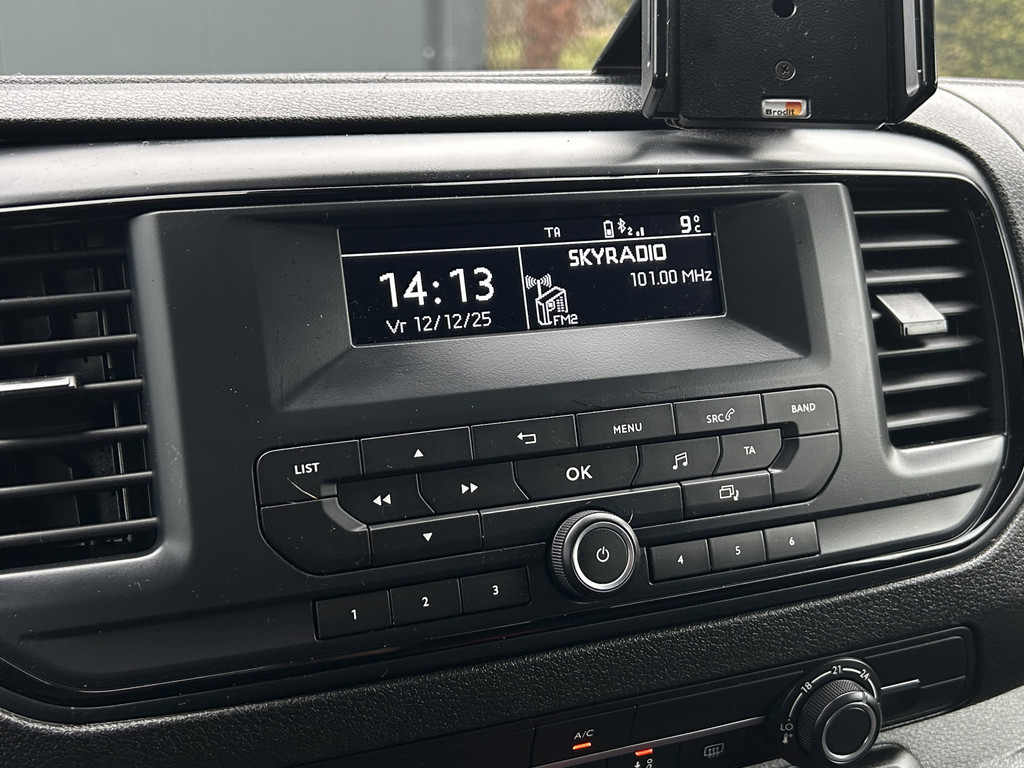 Brodit
TA 2 9°C
14:13
Vr 12/12/25
SKYRADIO
101.00 MHz
FM2
LIST MENU SRC BAND
OK TA
1 2 3 4 5 6
A/C
LO 18 21 24